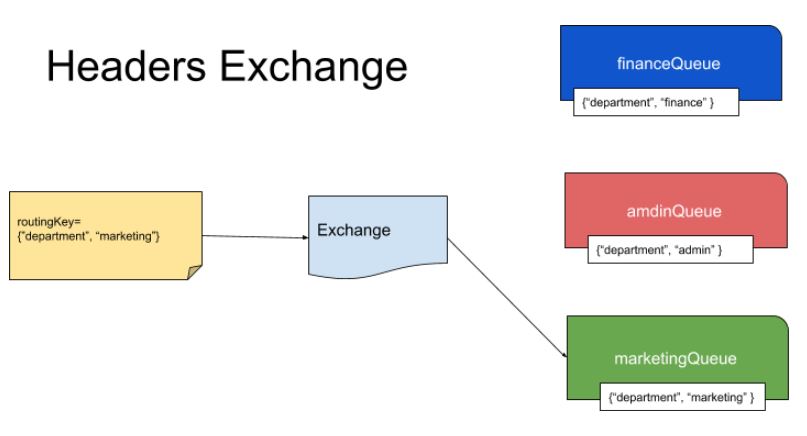 Headers Exchange
financeQueue
{“department”, “finance” }
routingKey=
{”department”, “marketing”}
Exchange
amdinQueue
{“department”, “admin” }
marketingQueue
{“department”, “marketing” }